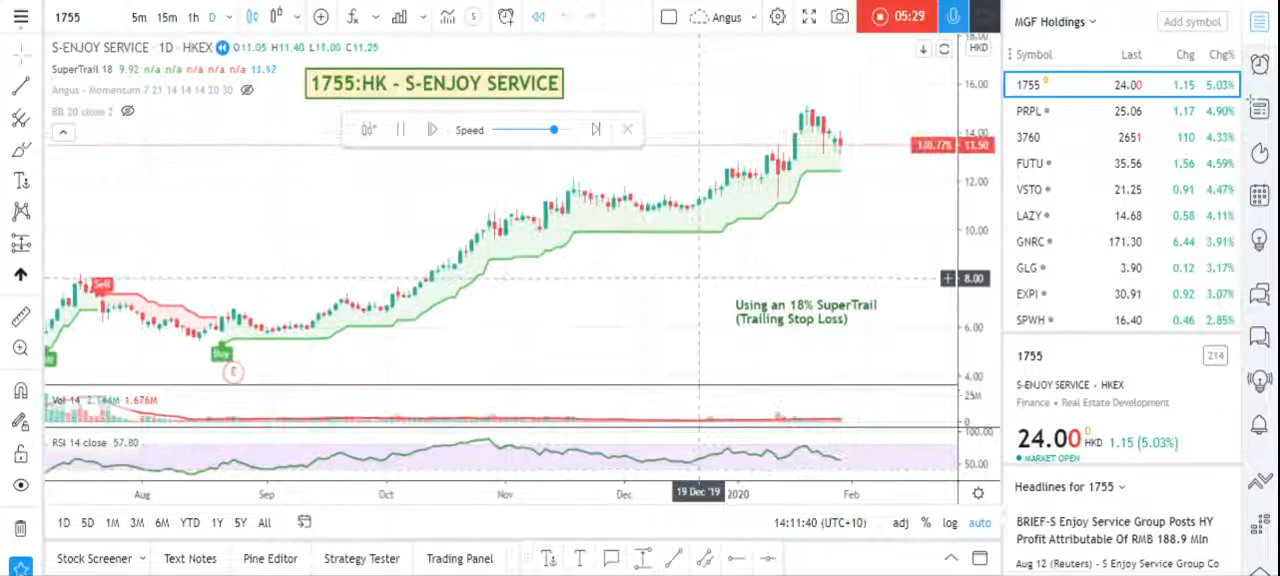 1755 5m 15m 1h D Angus 05:29
MGF Holdings Add symbol
S-ENJOY SERVICE · 1D · HKEX O11.05 H11.40 L11.00 C11.25
HKD
SuperTrail 18 9.92 n/a n/a n/a n/a n/a
Angus - Momentum 7 21 14 14 14 20 30
BB 20 close 2
1755:HK - S-ENJOY SERVICE
Speed
Symbol Last Chg Chg%
1755 D 24.00 1.15 5.03%
PRPL 25.06 1.17 4.90%
3760 2651 110 4.33%
FUTU 35.56 1.56 4.59%
VSTO 21.25 0.91 4.47%
LAZY 14.68 0.58 4.11%
GNRC 171.30 6.44 3.91%
GLG 3.90 0.12 3.17%
EXPI 30.91 0.92 3.07%
SPWH 16.40 0.46 2.85%
18.00
16.00
14.00
13.50
12.00
10.00
8.00
6.00
4.00
Sell
Buy
E
Using an 18% SuperTrail
(Trailing Stop Loss)
Vol 14 1.676M
25M
0
RSI 14 close 57.80
100.00
50.00
Aug Sep Oct Nov Dec 19 Dec '19 2020 Feb
1755 214
S-ENJOY SERVICE • HKEX
Finance • Real Estate Development
24.00 D HKD 1.15 (5.03%)
MARKET OPEN
Headlines for 1755
BRIEF-S Enjoy Service Group Posts HY
Profit Attributable Of RMB 188.9 Mln
Aug 12 (Reuters) - S Enjoy Service Group Co
1D 5D 1M 3M 6M YTD 1Y 5Y All 14:11:40 (UTC+10) adj % log auto
Stock Screener Text Notes Pine Editor Strategy Tester Trading Panel